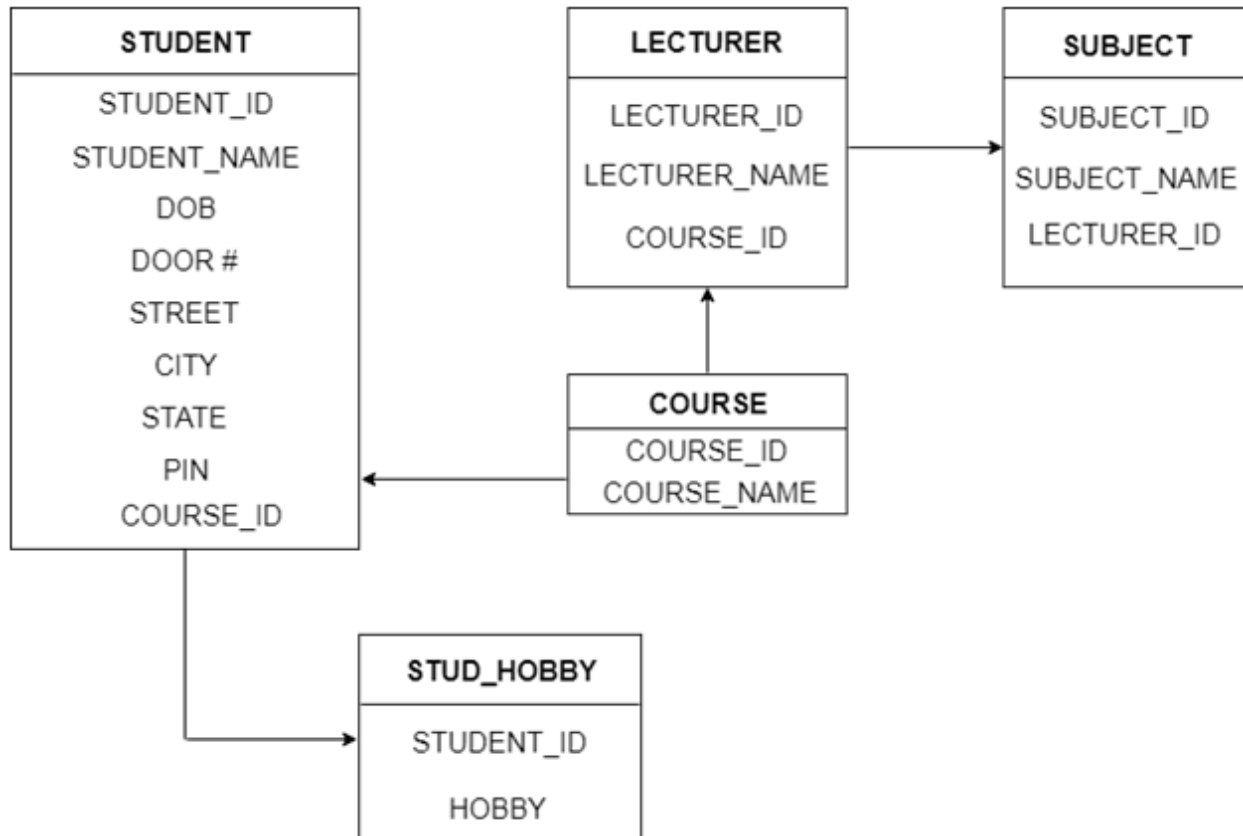 STUDENT
STUDENT_ID
STUDENT_NAME
DOB
DOOR #
STREET
CITY
STATE
PIN
COURSE_ID
LECTURER
LECTURER_ID
LECTURER_NAME
COURSE_ID
SUBJECT
SUBJECT_ID
SUBJECT_NAME
LECTURER_ID
COURSE
COURSE_ID
COURSE_NAME
STUD_HOBBY
STUDENT_ID
HOBBY